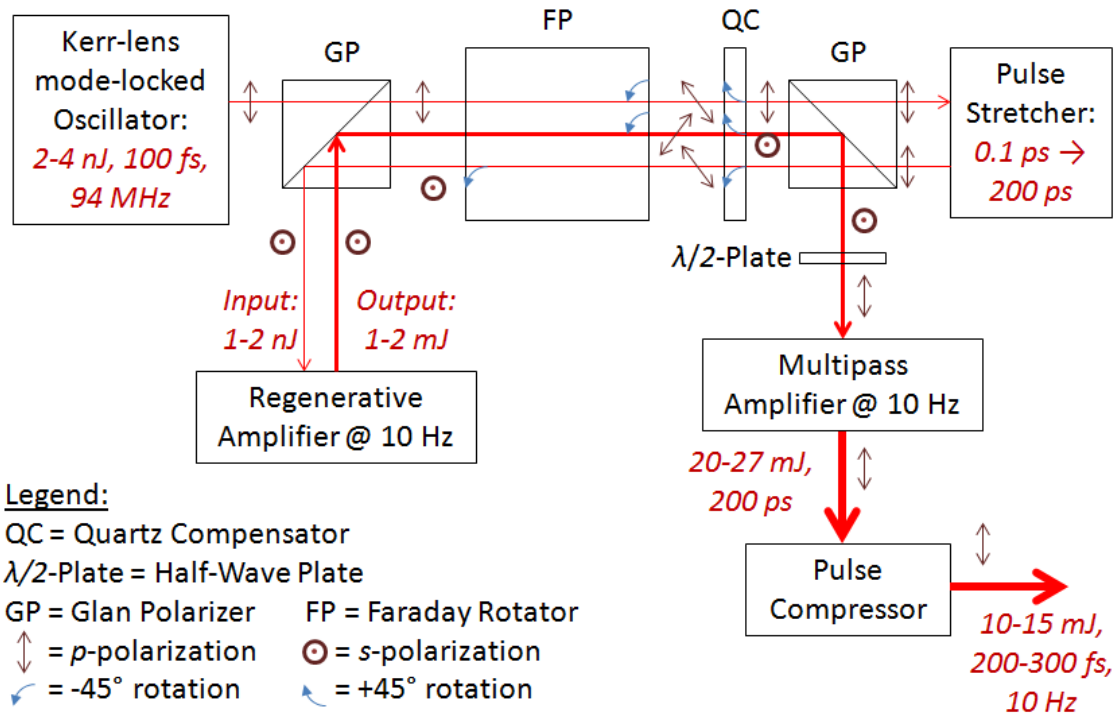 Kerr-lens
mode-locked
Oscillator:
2-4 nJ, 100 fs,
94 MHz
GP
FP
QC
GP
Pulse
Stretcher:
0.1 ps →
200 ps
λ/2-Plate
Input:
1-2 nJ
Output:
1-2 mJ
Regenerative
Amplifier @ 10 Hz
Multipass
Amplifier @ 10 Hz
20-27 mJ,
200 ps
Pulse
Compressor
10-15 mJ,
200-300 fs,
10 Hz
Legend:
QC = Quartz Compensator
λ/2-Plate = Half-Wave Plate
GP = Glan Polarizer FP = Faraday Rotator
= p-polarization = s-polarization
= -45° rotation = +45° rotation